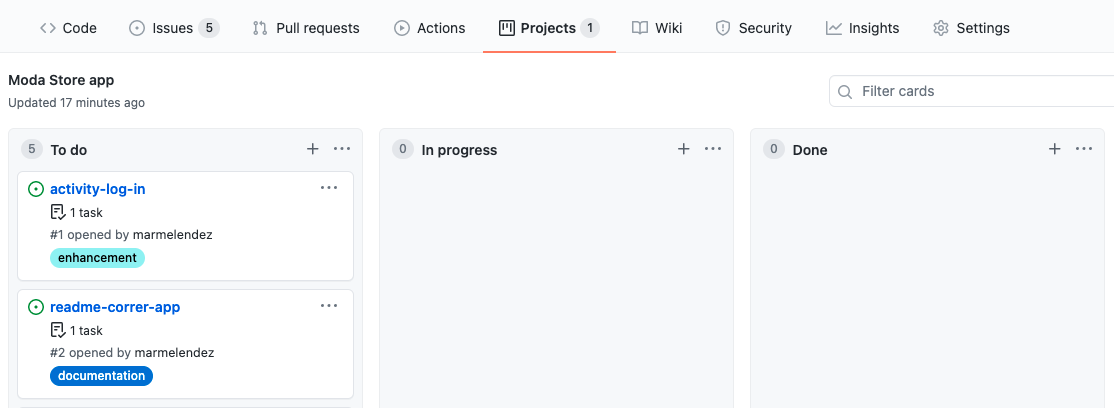 Code Issues 5 Pull requests Actions Projects 1 Wiki Security Insights Settings
Moda Store app
Updated 17 minutes ago
Filter cards
5 To do
activity-log-in
1 task
#1 opened by marmelendez
enhancement
readme-correr-app
1 task
#2 opened by marmelendez
documentation
0 In progress
0 Done